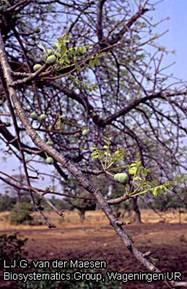 L.J.G. van der Maesen
Biosystematics Group, Wageningen UR